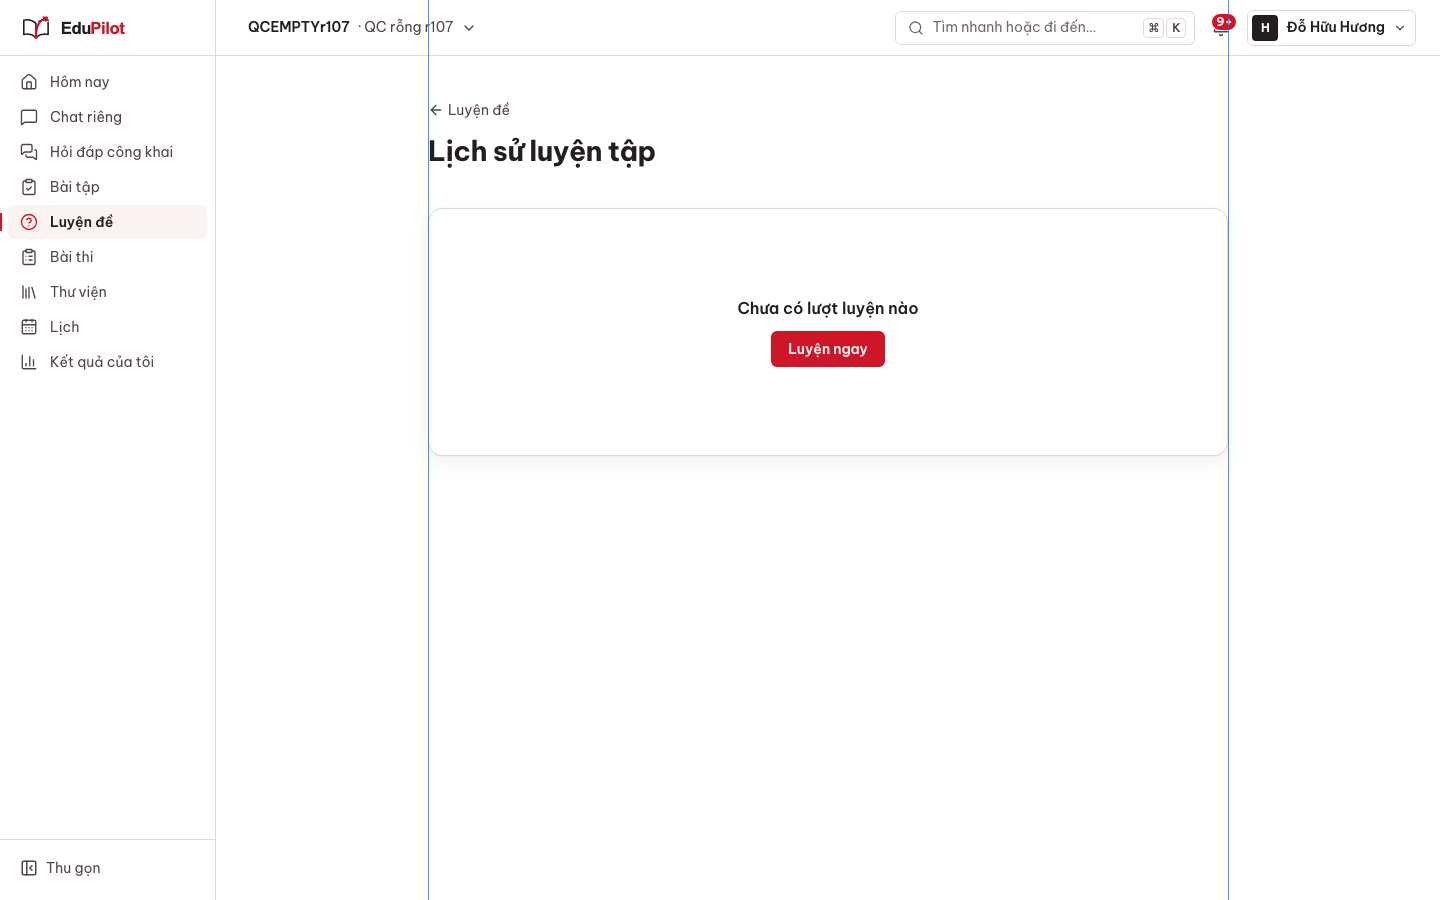 EduPilot
QCEMPTYr107 · QC rỗng r107
Tìm nhanh hoặc đi đến...
⌘ K
9+
H
Đỗ Hữu Hương
Hôm nay
Chat riêng
Hỏi đáp công khai
Bài tập
Luyện đề
Bài thi
Thư viện
Lịch
Kết quả của tôi
Thu gọn
← Luyện đề
Lịch sử luyện tập
Chưa có lượt luyện nào
Luyện ngay